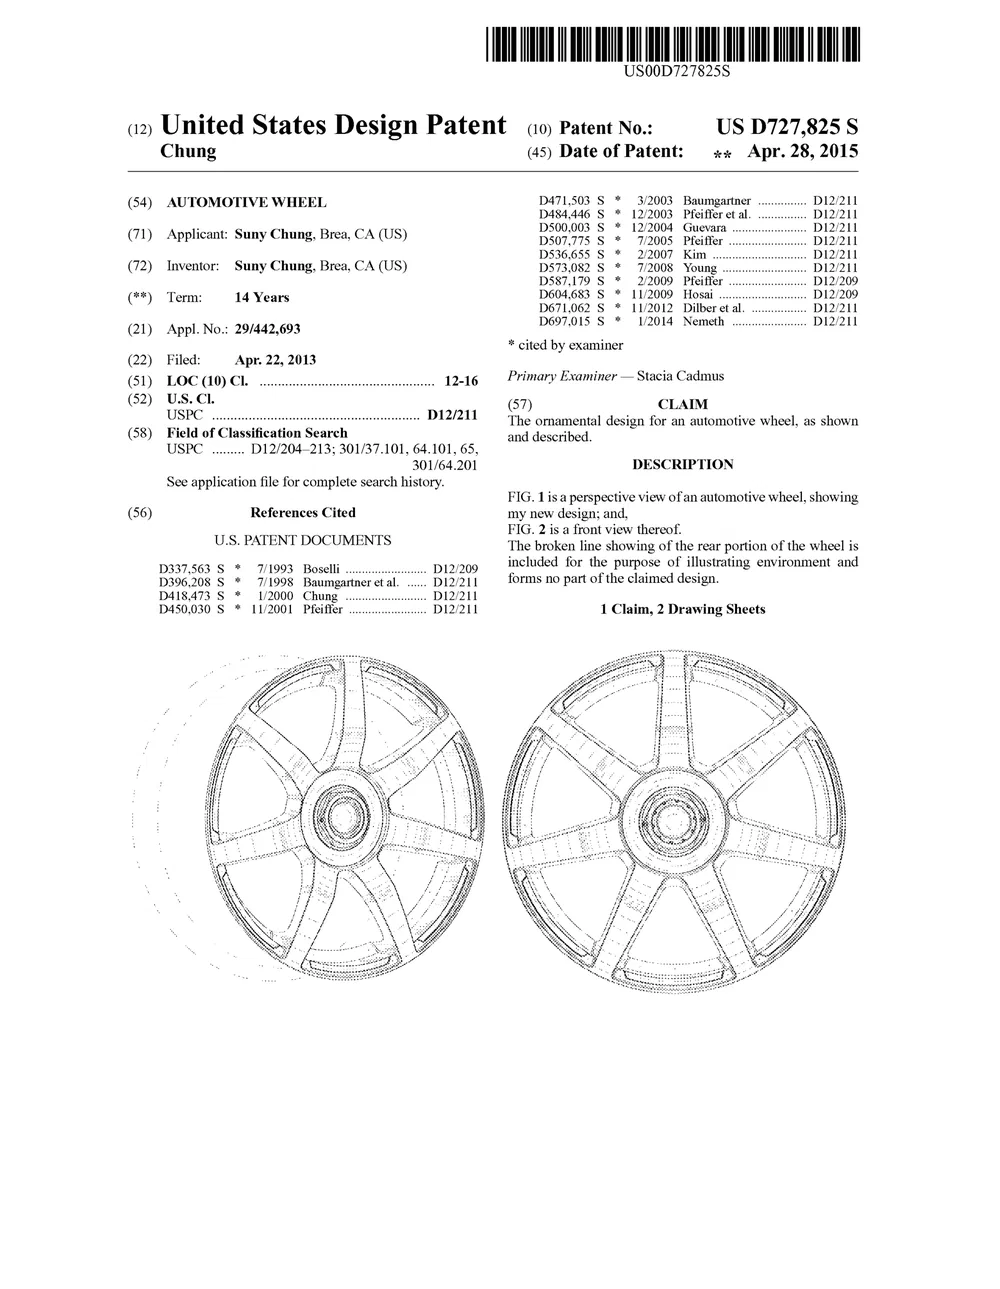 US00D727825S
(12) United States Design Patent
Chung
(10) Patent No.: US D727,825 S
(45) Date of Patent: ** Apr. 28, 2015
(54) AUTOMOTIVE WHEEL
(71) Applicant: Suny Chung, Brea, CA (US)
(72) Inventor: Suny Chung, Brea, CA (US)
(**) Term: 14 Years
(21) Appl. No.: 29/442,693
(22) Filed: Apr. 22, 2013
(51) LOC (10) Cl. ................................................ 12-16
(52) U.S. Cl.
USPC ......................................................... D12/211
(58) Field of Classification Search
USPC ......... D12/204–213; 301/37.101, 64.101, 65,
301/64.201
See application file for complete search history.
(56) References Cited
U.S. PATENT DOCUMENTS
D337,563 S * 7/1993 Boselli ......................... D12/209
D396,208 S * 7/1998 Baumgartner et al. ...... D12/211
D418,473 S * 1/2000 Chung ......................... D12/211
D450,030 S * 11/2001 Pfeiffer ........................ D12/211
D471,503 S * 3/2003 Baumgartner ............... D12/211
D484,446 S * 12/2003 Pfeiffer et al. ............... D12/211
D500,003 S * 12/2004 Guevara ....................... D12/211
D507,775 S * 7/2005 Pfeiffer ........................ D12/211
D536,655 S * 2/2007 Kim ............................. D12/211
D573,082 S * 7/2008 Young .......................... D12/211
D587,179 S * 2/2009 Pfeiffer ........................ D12/209
D604,683 S * 11/2009 Hosai ........................... D12/209
D671,062 S * 11/2012 Dilber et al. ................. D12/211
D697,015 S * 1/2014 Nemeth ....................... D12/211
* cited by examiner
Primary Examiner — Stacia Cadmus
(57) CLAIM
The ornamental design for an automotive wheel, as shown
and described.
DESCRIPTION
FIG. 1 is a perspective view of an automotive wheel, showing
my new design; and,
FIG. 2 is a front view thereof.
The broken line showing of the rear portion of the wheel is
included for the purpose of illustrating environment and
forms no part of the claimed design.
1 Claim, 2 Drawing Sheets